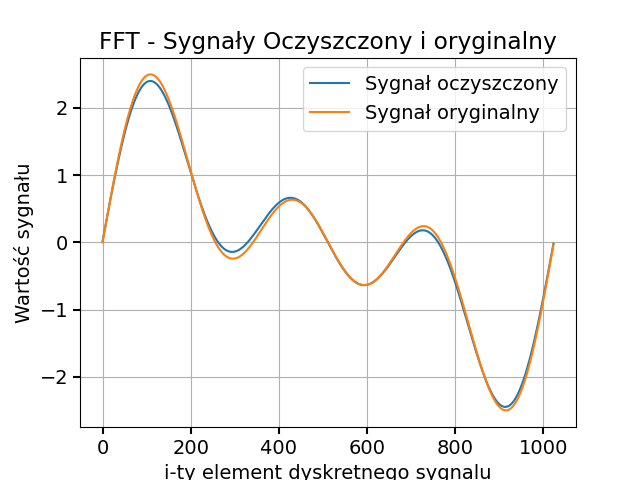 FFT - Sygnały Oczyszczony i oryginalny
Sygnał oczyszczony
Sygnał oryginalny
Wartość sygnału
2
1
0
−1
−2
0 200 400 600 800 1000
i-ty element dyskretnego sygnalu